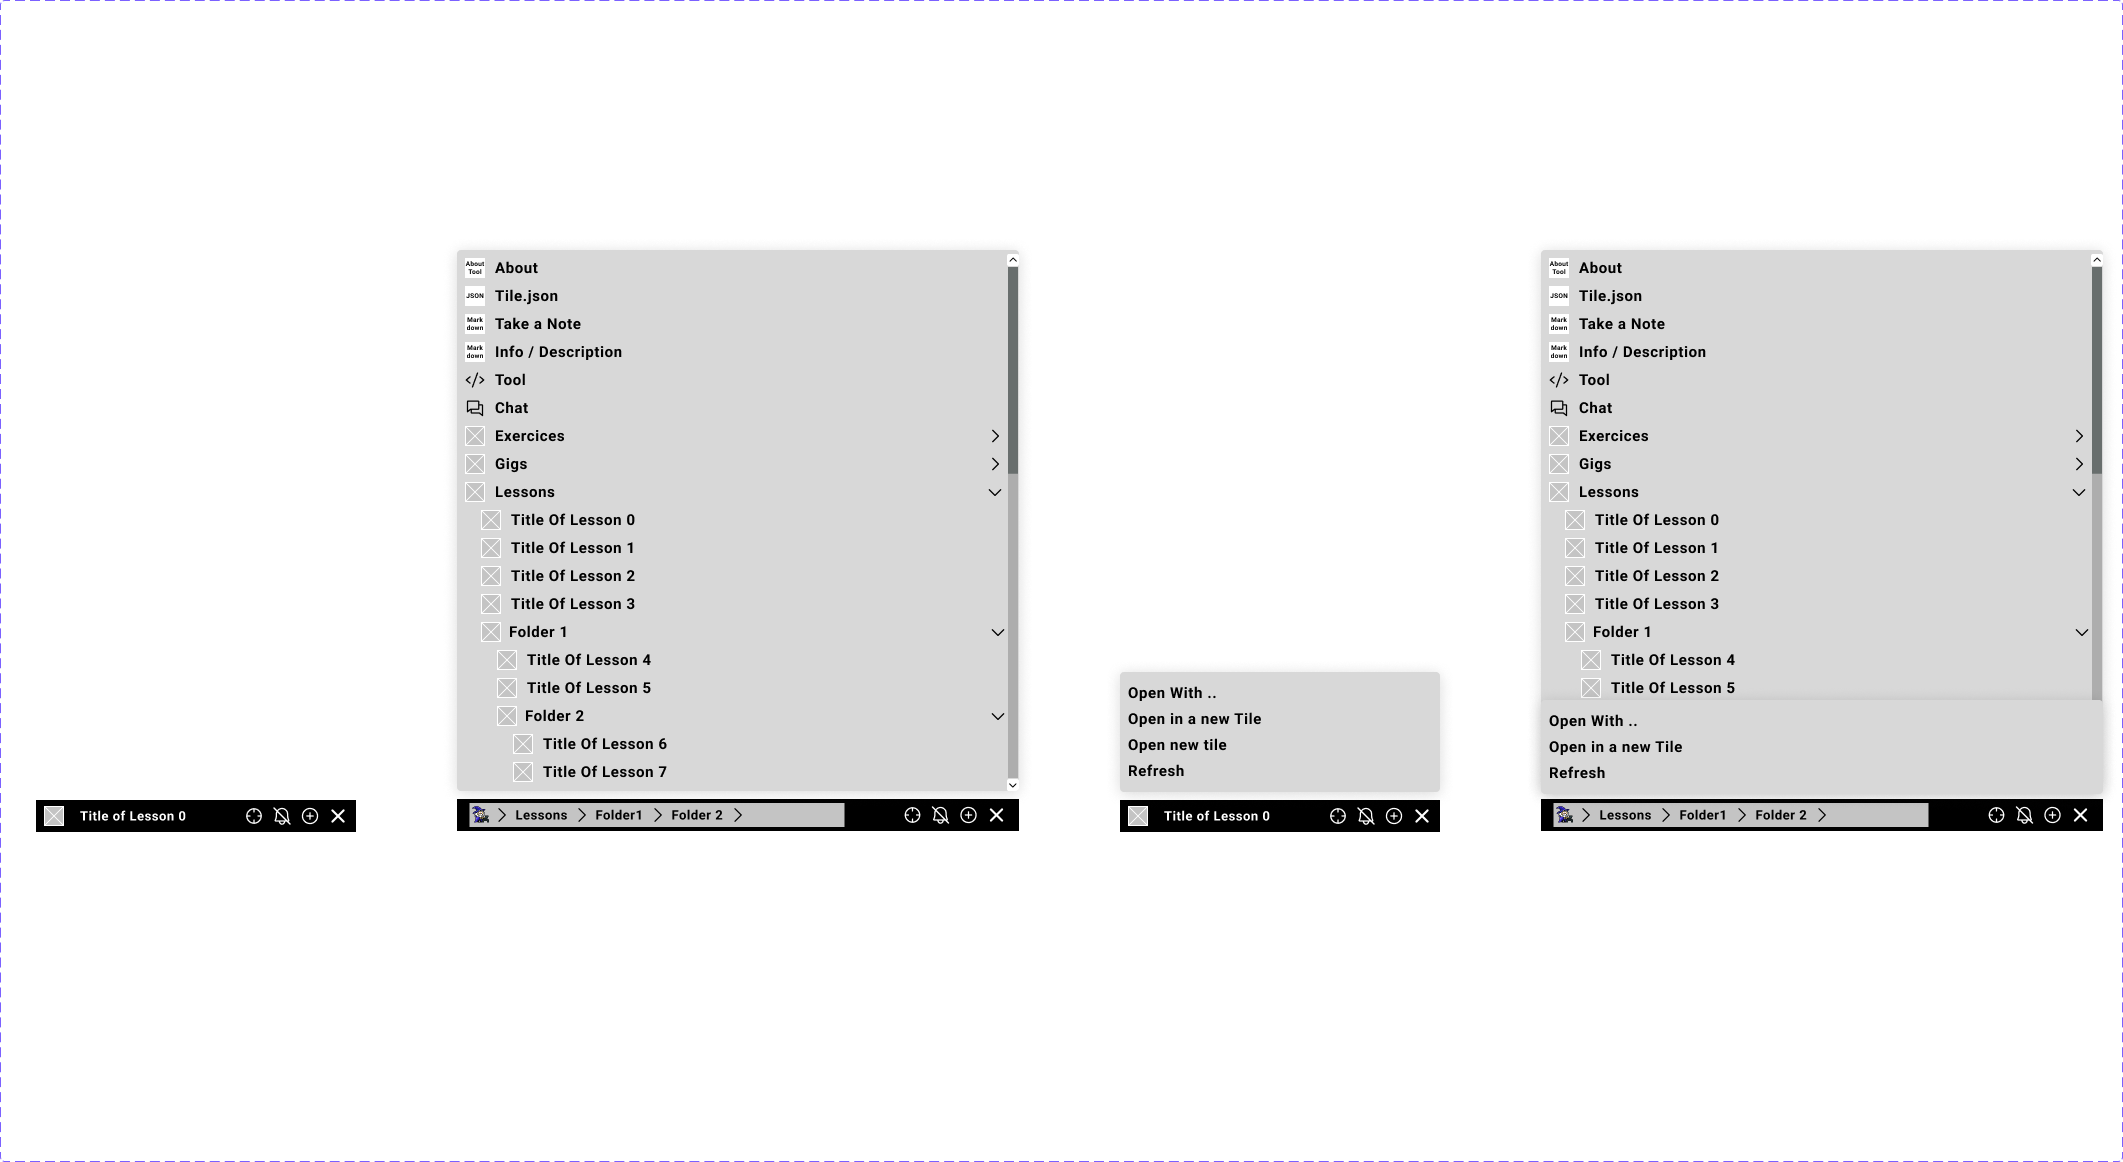 Title of Lesson 0
About Tool About
JSON Tile.json
Mark down Take a Note
Mark down Info / Description
</> Tool
Chat
Exercices
Gigs
Lessons
Title Of Lesson 0
Title Of Lesson 1
Title Of Lesson 2
Title Of Lesson 3
Folder 1
Title Of Lesson 4
Title Of Lesson 5
Folder 2
Title Of Lesson 6
Title Of Lesson 7
Lessons Folder1 Folder 2
Open With ..
Open in a new Tile
Open new tile
Refresh
Title of Lesson 0
About Tool About
JSON Tile.json
Mark down Take a Note
Mark down Info / Description
</> Tool
Chat
Exercices
Gigs
Lessons
Title Of Lesson 0
Title Of Lesson 1
Title Of Lesson 2
Title Of Lesson 3
Folder 1
Title Of Lesson 4
Title Of Lesson 5
Open With ..
Open in a new Tile
Refresh
Lessons Folder1 Folder 2